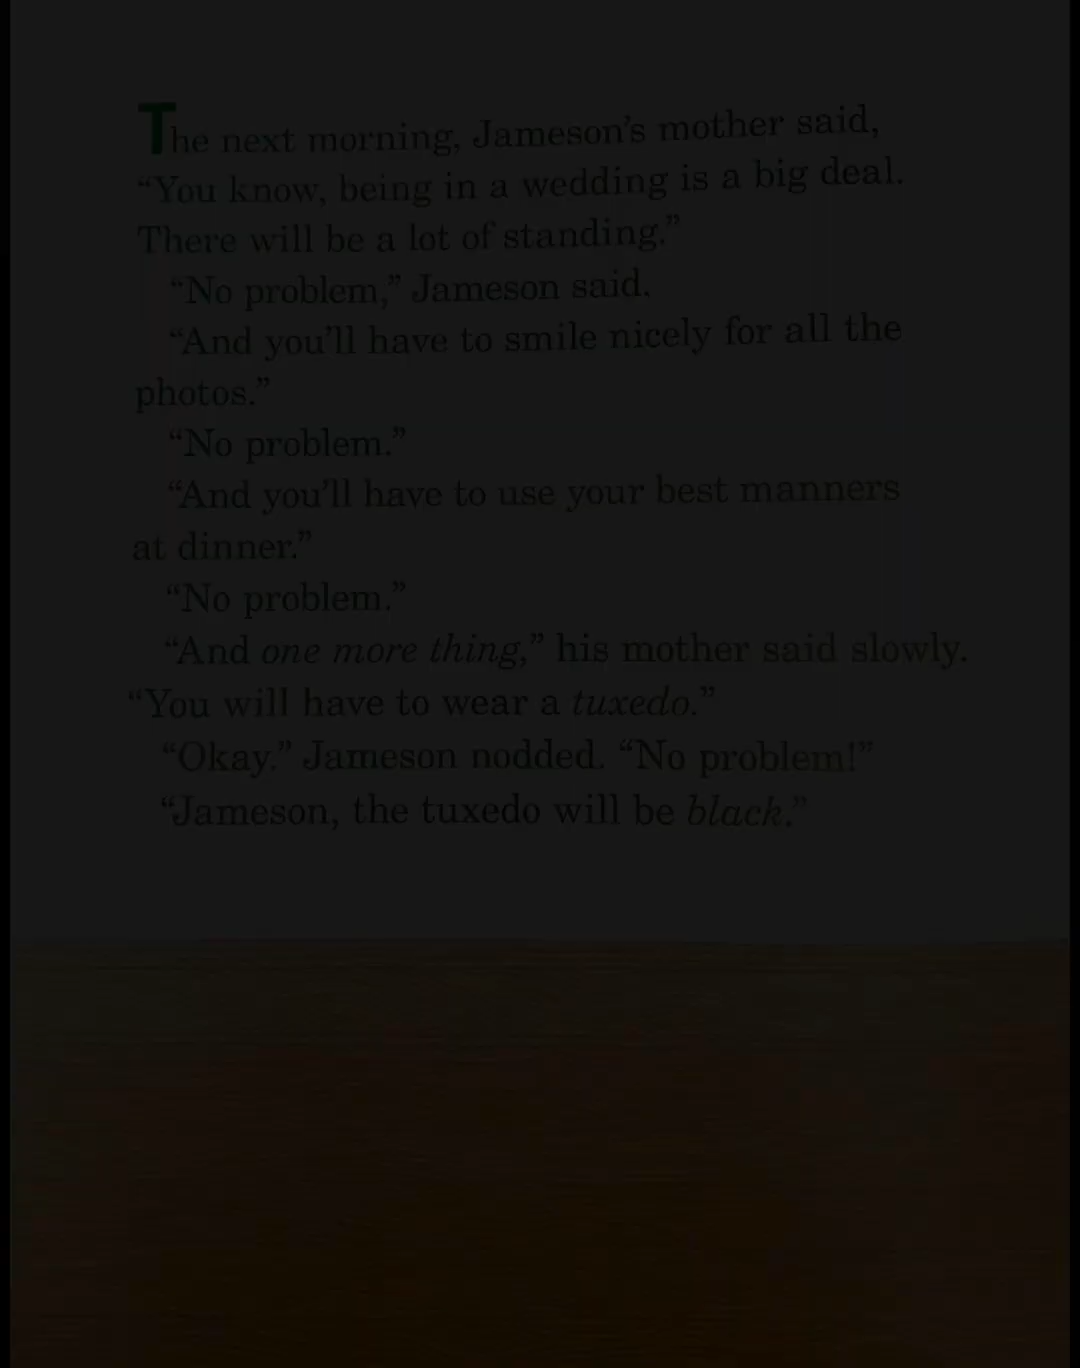 The next morning, Jameson’s mother said,
“You know, being in a wedding is a big deal.
There will be a lot of standing.”
“No problem,” Jameson said.
“And you’ll have to smile nicely for all the
photos.”
“No problem.”
“And you’ll have to use your best manners
at dinner.”
“No problem.”
“And one more thing,” his mother said slowly.
“You will have to wear a tuxedo.”
“Okay.” Jameson nodded. “No problem!”
“Jameson, the tuxedo will be black.”